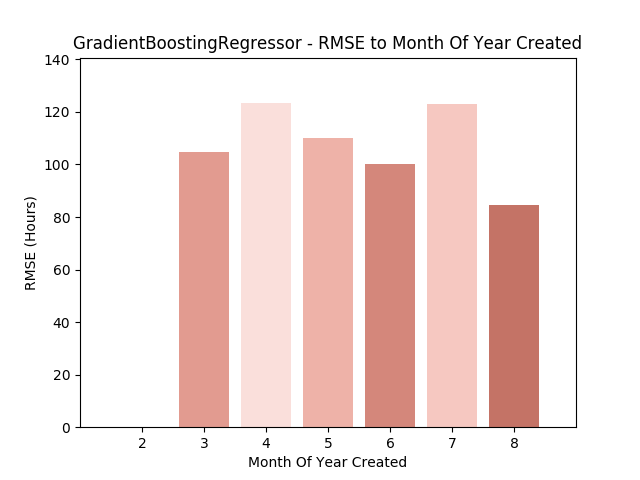 GradientBoostingRegressor - RMSE to Month Of Year Created
140
120
100
80
60
40
20
0
RMSE (Hours)
2 3 4 5 6 7 8
Month Of Year Created